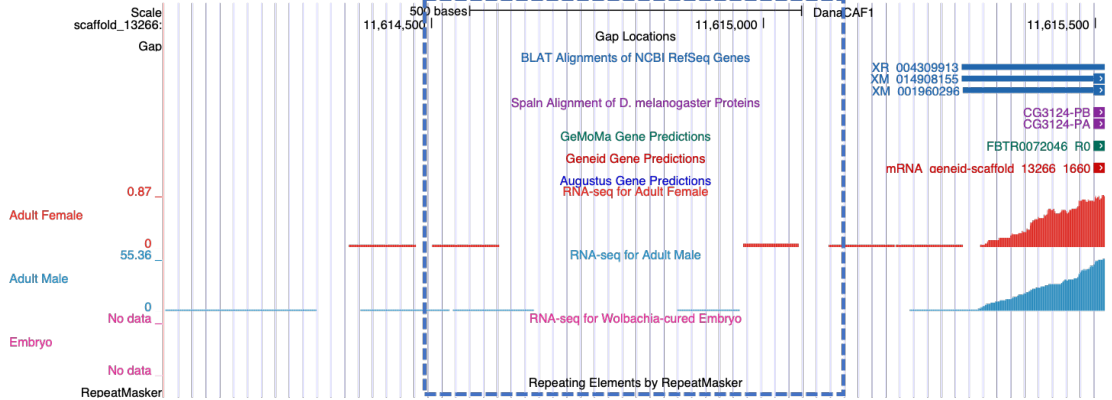 Scale 500 bases DanaCAF1
scaffold_13266: 11,614,500 11,615,000 11,615,500
Gap Locations
Gap
BLAT Alignments of NCBI RefSeq Genes
XR_004309913
XM_014908155
XM_001960296
Spaln Alignment of D. melanogaster Proteins
CG3124-PB
CG3124-PA
GeMoMa Gene Predictions
FBTR0072046_R0
Geneid Gene Predictions
mRNA_geneid-scaffold_13266_1660
Augustus Gene Predictions
RNA-seq for Adult Female
0.87
Adult Female
0
RNA-seq for Adult Male
55.36
Adult Male
0
RNA-seq for Wolbachia-cured Embryo
No data
Embryo
No data
Repeating Elements by RepeatMasker
RepeatMasker